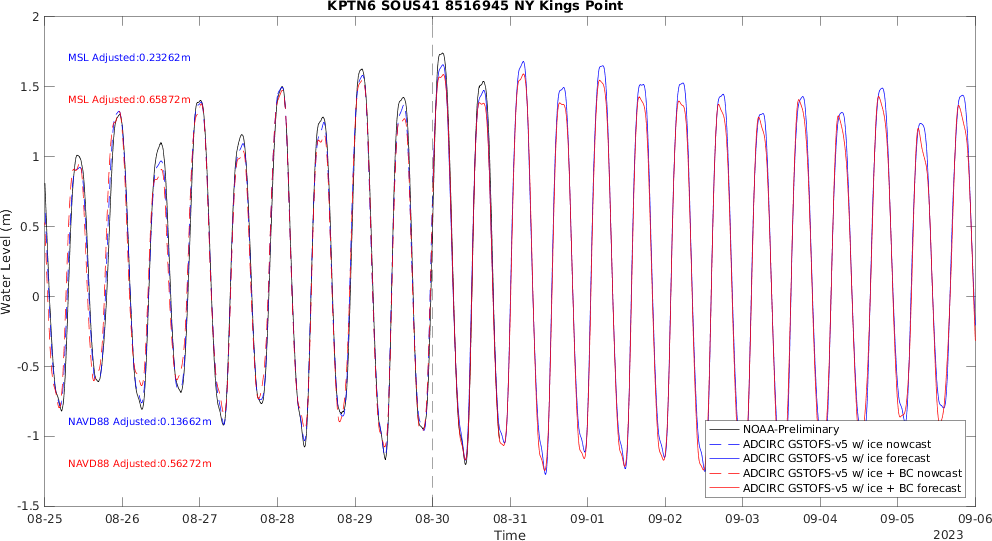 KPTN6 SOUS41 8516945 NY Kings Point
2
1.5
1
0.5
0
-0.5
-1
-1.5
Water Level (m)
MSL Adjusted:0.23262m
MSL Adjusted:0.65872m
NAVD88 Adjusted:0.13662m
NAVD88 Adjusted:0.56272m
NOAA-Preliminary
ADCIRC GSTOFS-v5 w/ ice nowcast
ADCIRC GSTOFS-v5 w/ ice forecast
ADCIRC GSTOFS-v5 w/ ice + BC nowcast
ADCIRC GSTOFS-v5 w/ ice + BC forecast
08-25 08-26 08-27 08-28 08-29 08-30 08-31 09-01 09-02 09-03 09-04 09-05 09-06
Time
2023